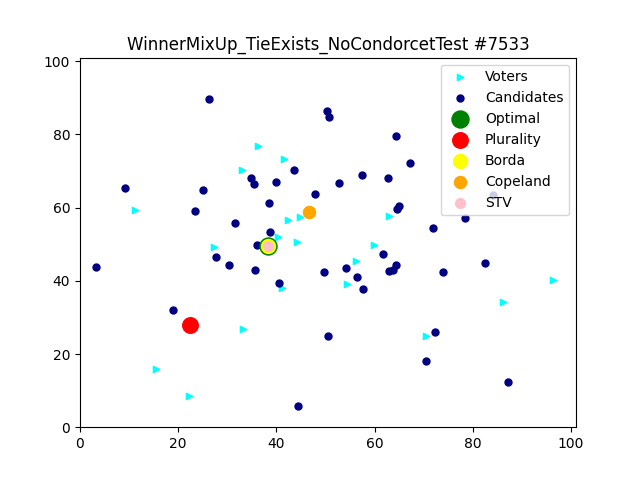 WinnerMixUp_TieExists_NoCondorcetTest #7533
100
80
60
40
20
0
0
20
40
60
80
100
Voters
Candidates
Optimal
Plurality
Borda
Copeland
STV